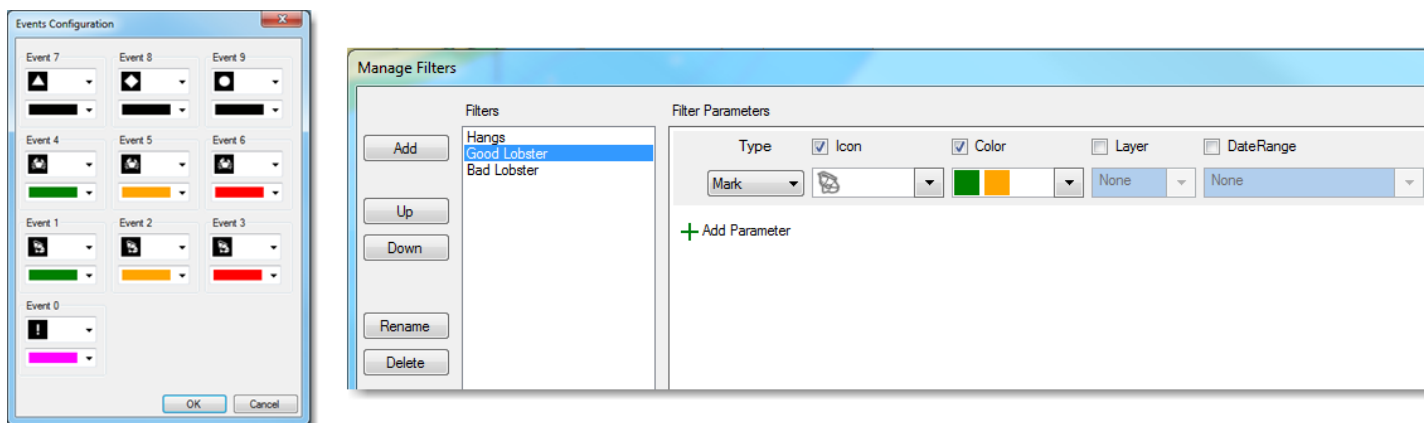 Events Configuration
Event 7 Event 8 Event 9
Event 4 Event 5 Event 6
Event 1 Event 2 Event 3
Event 0
OK Cancel
Manage Filters
Filters Filter Parameters
Add
Up
Down
Rename
Delete
Hangs
Good Lobster
Bad Lobster
Type Icon Color Layer DateRange
Mark None None
Add Parameter